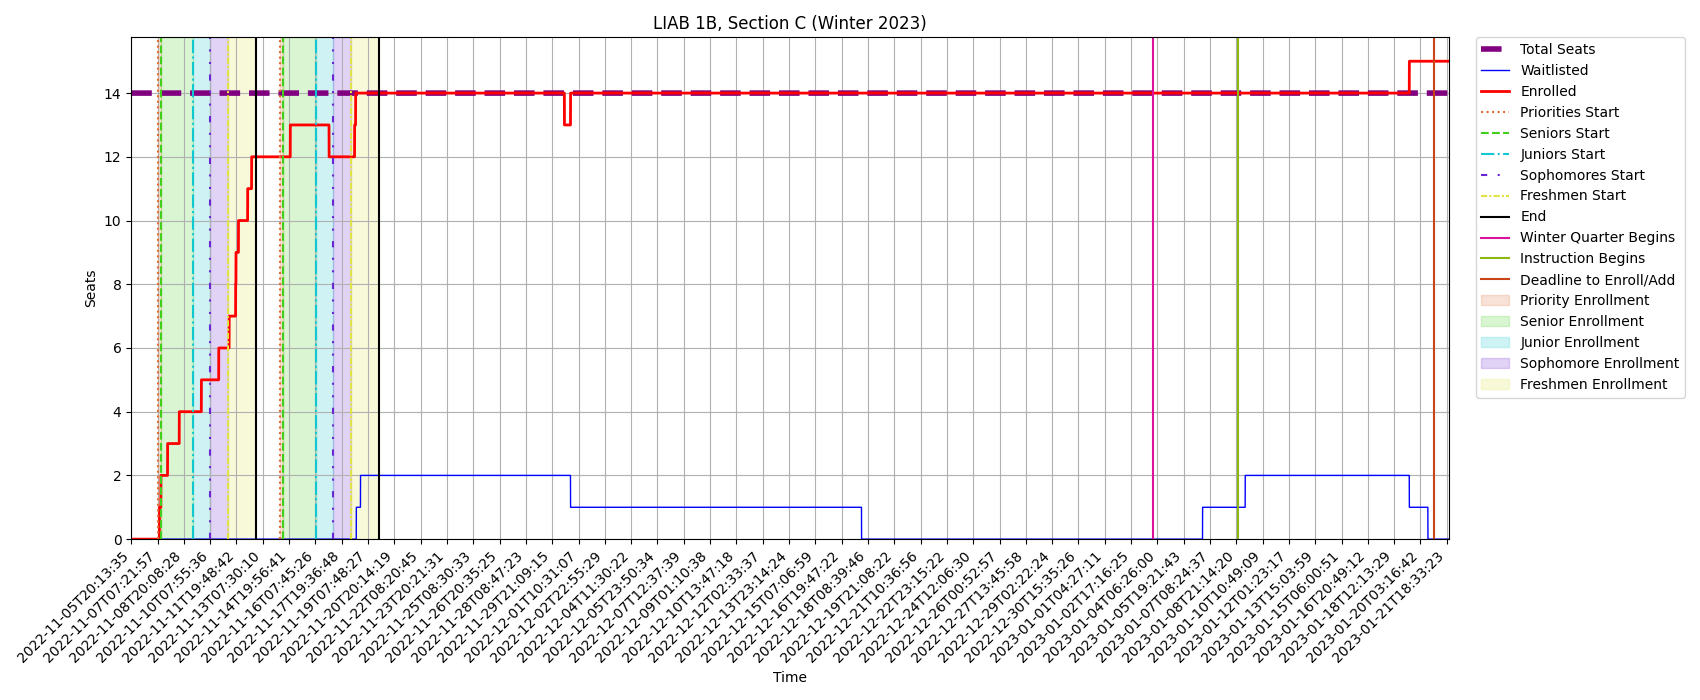 LIAB 1B, Section C (Winter 2023)
Seats
14
12
10
8
6
4
2
0
2022-11-05T20:13:35
2022-11-07T07:21:57
2022-11-08T20:08:28
2022-11-10T07:55:36
2022-11-11T19:48:42
2022-11-13T07:30:10
2022-11-14T19:56:41
2022-11-16T07:45:26
2022-11-17T19:36:48
2022-11-19T07:48:27
2022-11-20T20:14:19
2022-11-22T08:20:45
2022-11-23T20:21:31
2022-11-25T08:30:33
2022-11-26T20:35:25
2022-11-28T08:47:23
2022-11-29T21:09:15
2022-12-01T10:31:07
2022-12-02T22:55:29
2022-12-04T11:30:22
2022-12-05T23:50:34
2022-12-07T12:37:39
2022-12-09T01:10:38
2022-12-10T13:47:18
2022-12-12T02:33:37
2022-12-13T23:14:24
2022-12-15T07:06:59
2022-12-16T19:47:22
2022-12-18T08:39:46
2022-12-19T21:08:22
2022-12-21T10:36:56
2022-12-22T23:15:22
2022-12-24T12:06:30
2022-12-26T00:52:57
2022-12-27T13:45:58
2022-12-29T02:22:24
2022-12-30T15:35:26
2023-01-01T04:27:11
2023-01-02T17:16:25
2023-01-04T06:26:00
2023-01-05T19:21:43
2023-01-07T08:24:37
2023-01-08T21:14:20
2023-01-10T10:49:09
2023-01-12T01:23:17
2023-01-13T15:03:59
2023-01-15T06:00:51
2023-01-16T20:49:12
2023-01-18T12:13:29
2023-01-20T03:16:42
2023-01-21T18:33:23
Time
Total Seats
Waitlisted
Enrolled
Priorities Start
Seniors Start
Juniors Start
Sophomores Start
Freshmen Start
End
Winter Quarter Begins
Instruction Begins
Deadline to Enroll/Add
Priority Enrollment
Senior Enrollment
Junior Enrollment
Sophomore Enrollment
Freshmen Enrollment